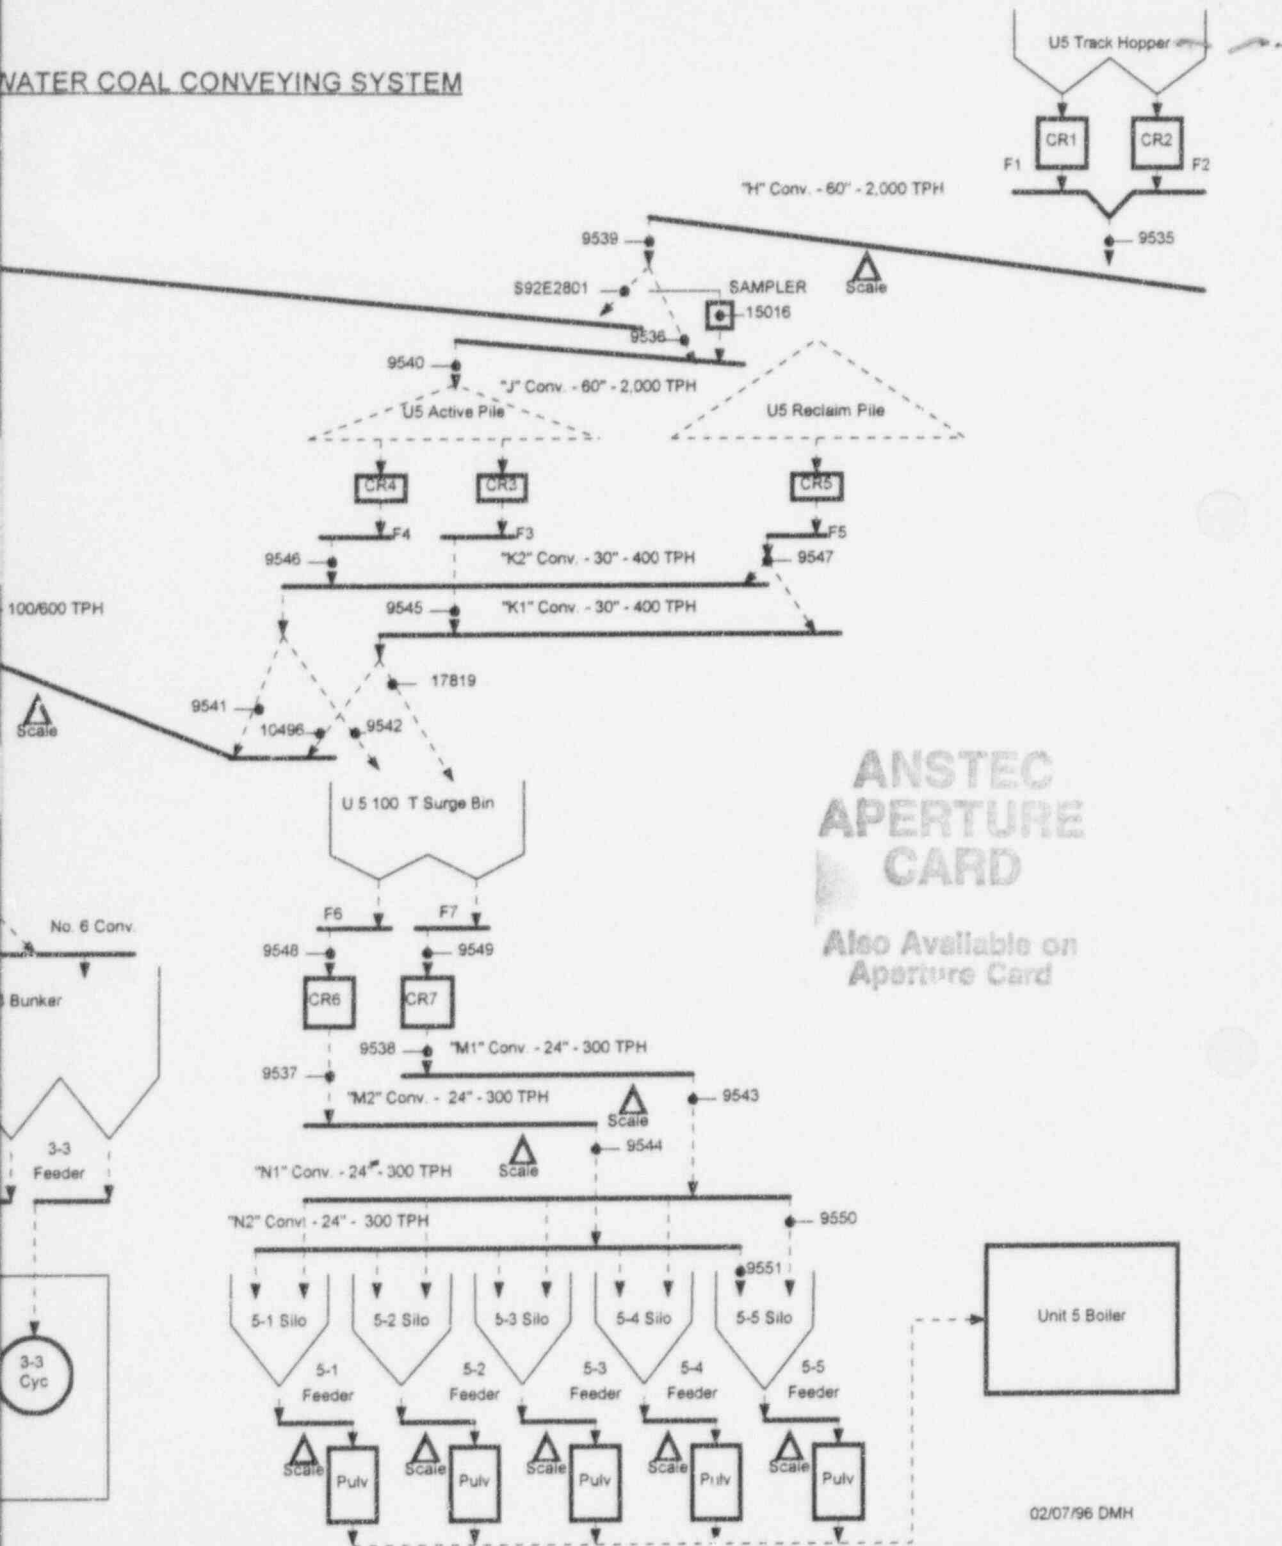 U5 Track Hopper
WATER COAL CONVEYING SYSTEM
CR1
CR2
F1
F2
"H" Conv. - 60" - 2,000 TPH
9539
9535
S92E2801
SAMPLER
Scale
15016
9536
9540
"J" Conv. - 60" - 2,000 TPH
U5 Active Pile
U5 Reclaim Pile
CR4
CR3
CR5
F4
F3
F5
9546
"K2" Conv. - 30" - 400 TPH
9547
100/600 TPH
9545
"K1" Conv. - 30" - 400 TPH
17819
9541
10496
9542
Scale
U 5 100 T Surge Bin
ANSTEC
APERTURE
CARD
Also Available on
Aperture Card
F6
F7
No. 6 Conv.
9548
9549
Bunker
CR6
CR7
9538
"M1" Conv. - 24" - 300 TPH
9537
"M2" Conv. - 24" - 300 TPH
9543
Scale
3-3
Feeder
9544
"N1" Conv. - 24" - 300 TPH
Scale
"N2" Conv. - 24" - 300 TPH
9550
9551
5-1 Silo
5-2 Silo
5-3 Silo
5-4 Silo
5-5 Silo
Unit 5 Boiler
3-3
Cyc
5-1
Feeder
5-2
Feeder
5-3
Feeder
5-4
Feeder
5-5
Feeder
Scale
Pulv
Scale
Pulv
Scale
Pulv
Scale
Pulv
Scale
Pulv
02/07/96 DMH